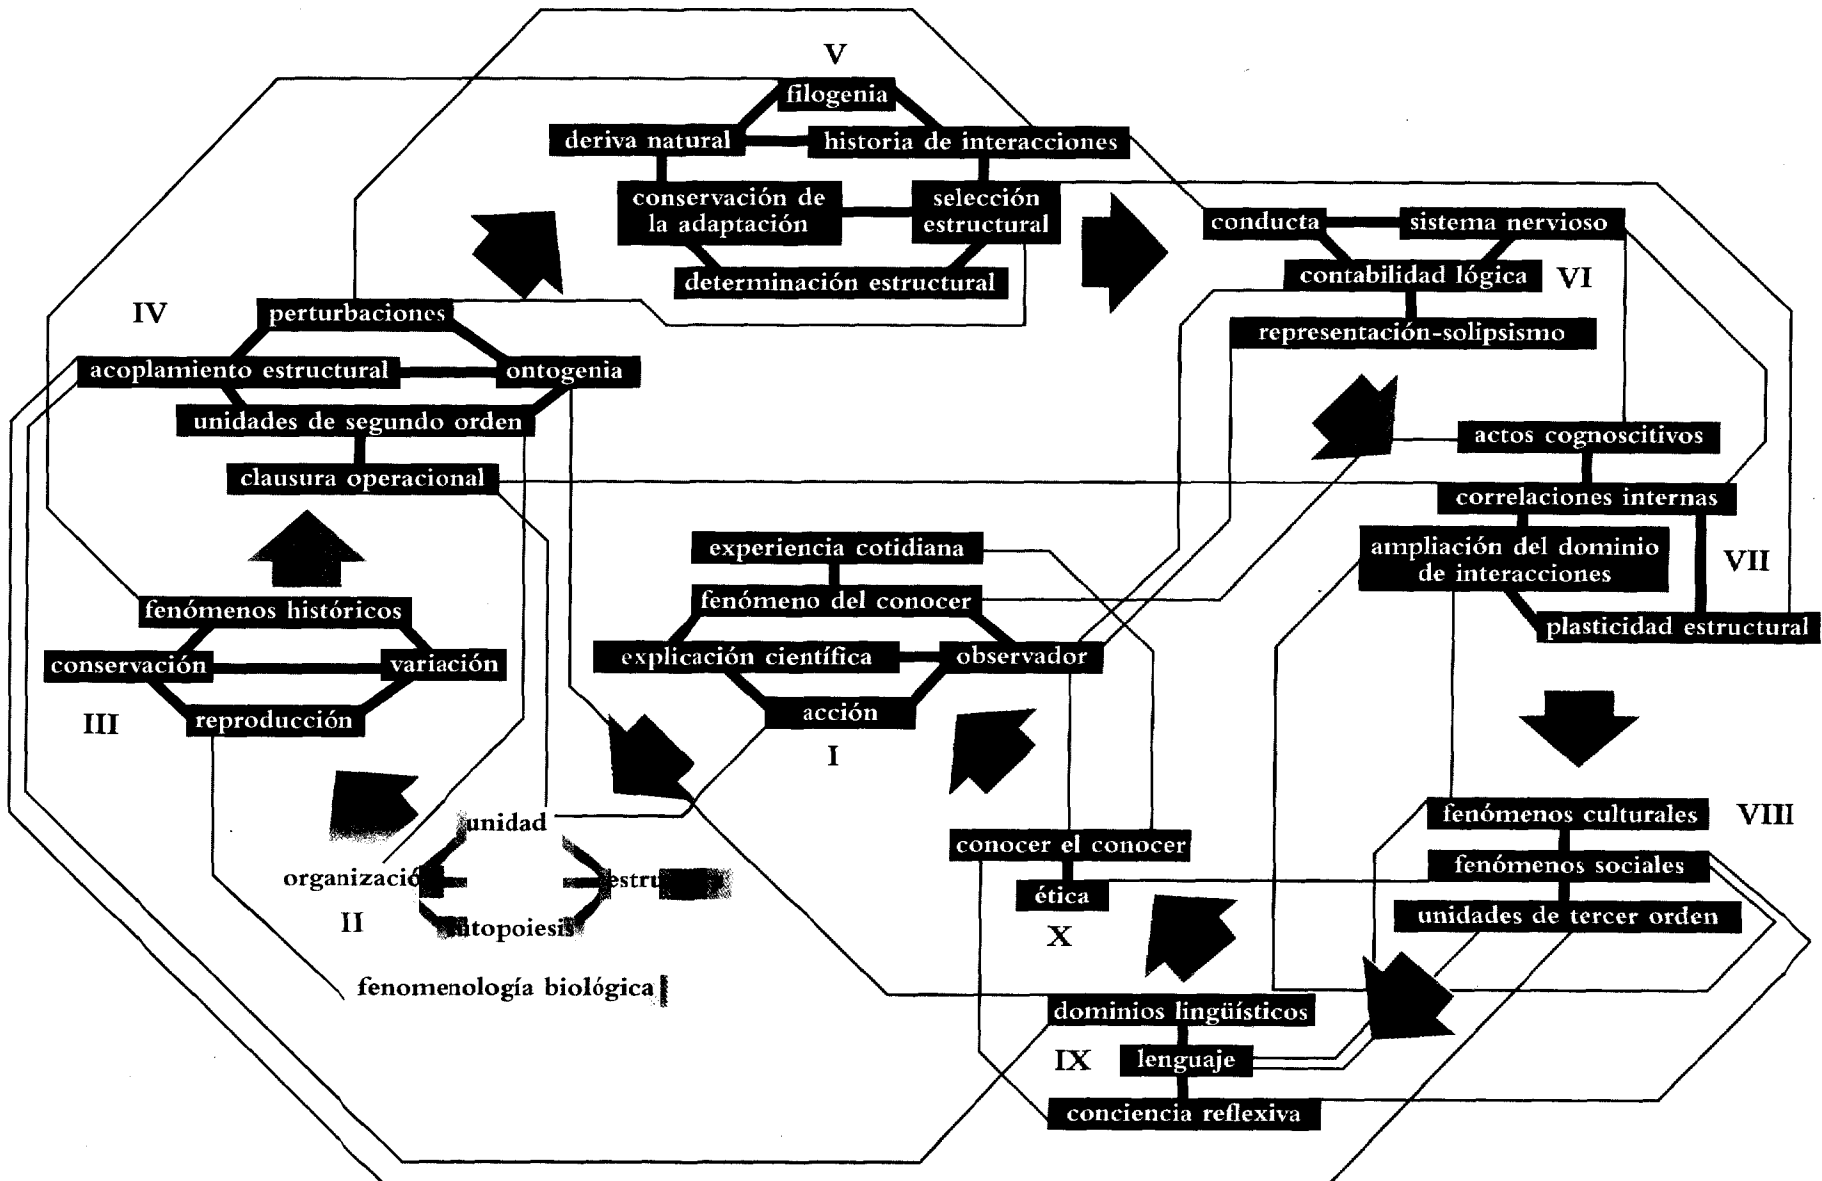 V
filogenia
deriva natural
historia de interacciones
conservación de
la adaptación
selección
estructural
determinación estructural
conducta
sistema nervioso
contabilidad lógica
VI
representación-solipsismo
IV
perturbaciones
acoplamiento estructural
ontogenia
unidades de segundo orden
clausura operacional
actos cognoscitivos
correlaciones internas
ampliación del dominio
de interacciones
VII
plasticidad estructural
experiencia cotidiana
fenómeno del conocer
explicación científica
observador
acción
I
fenómenos históricos
conservación
variación
III
reproducción
unidad
organizació
estru
II
utopoiesis
fenomenología biológica
fenómenos culturales
VIII
fenómenos sociales
unidades de tercer orden
conocer el conocer
ética
X
dominios lingüísticos
IX
lenguaje
conciencia reflexiva